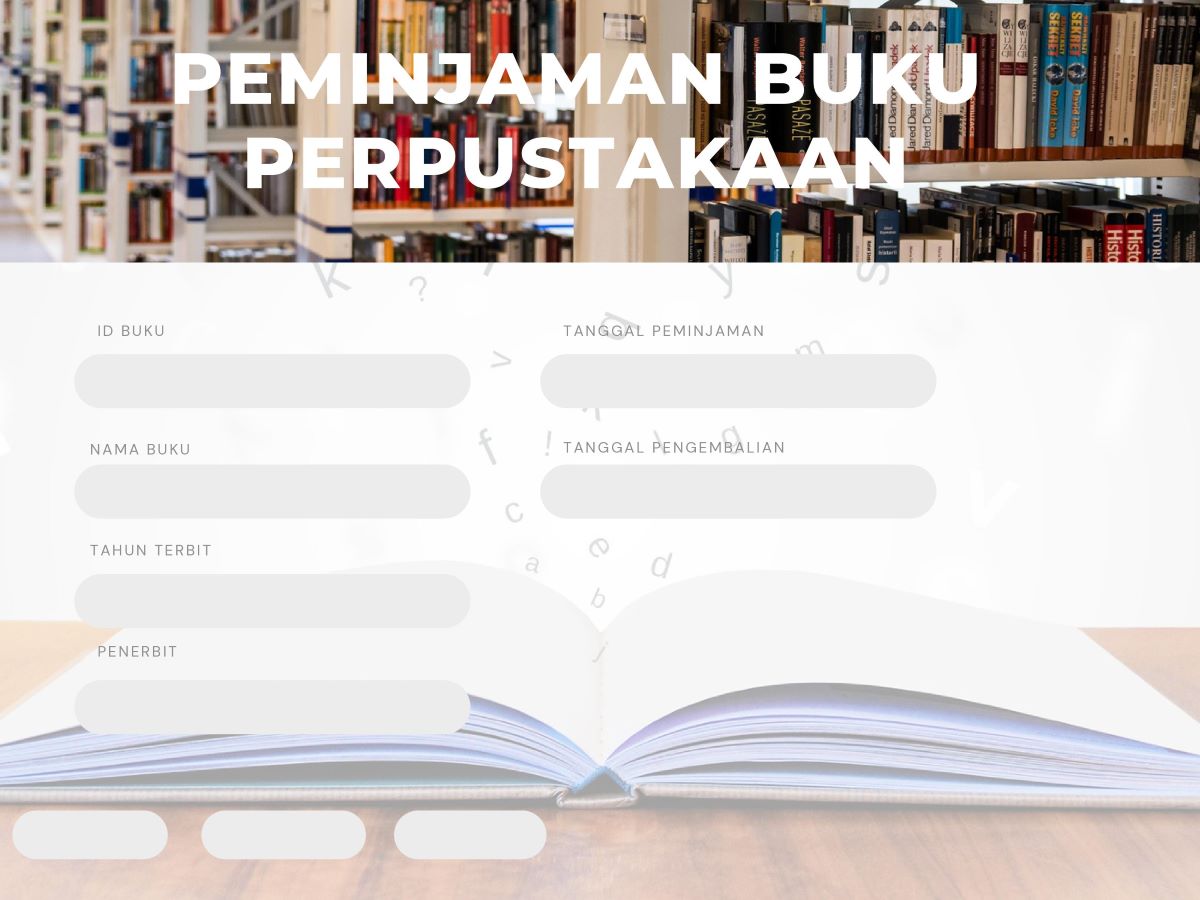 PEMINJAMAN BUKU
PERPUSTAKAAN
ID BUKU
TANGGAL PEMINJAMAN
NAMA BUKU
TANGGAL PENGEMBALIAN
TAHUN TERBIT
PENERBIT